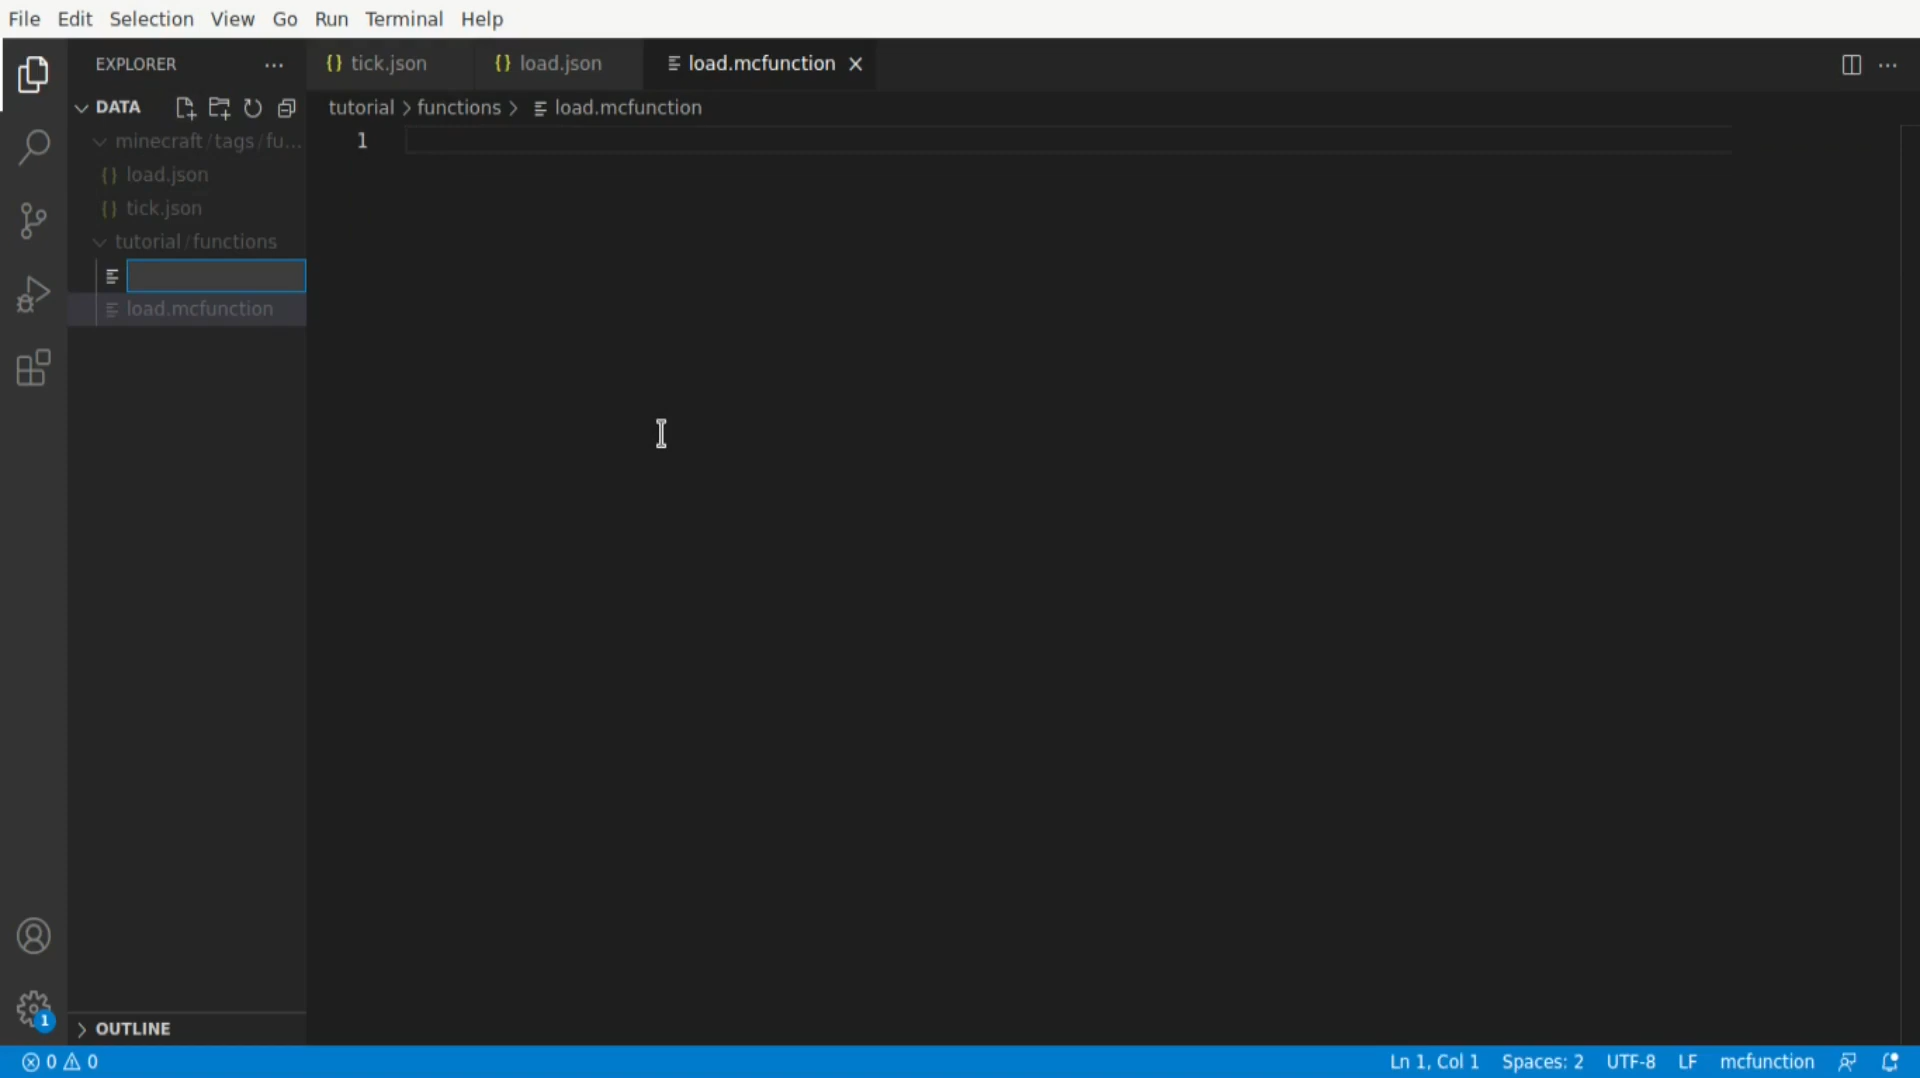 File Edit Selection View Go Run Terminal Help
EXPLORER ...
{} tick.json {} load.json load.mcfunction ×
DATA
tutorial > functions > load.mcfunction
minecraft/tags/fu...
1
{} load.json
{} tick.json
tutorial/functions
load.mcfunction
1
OUTLINE
0 0 Ln 1, Col 1 Spaces: 2 UTF-8 LF mcfunction